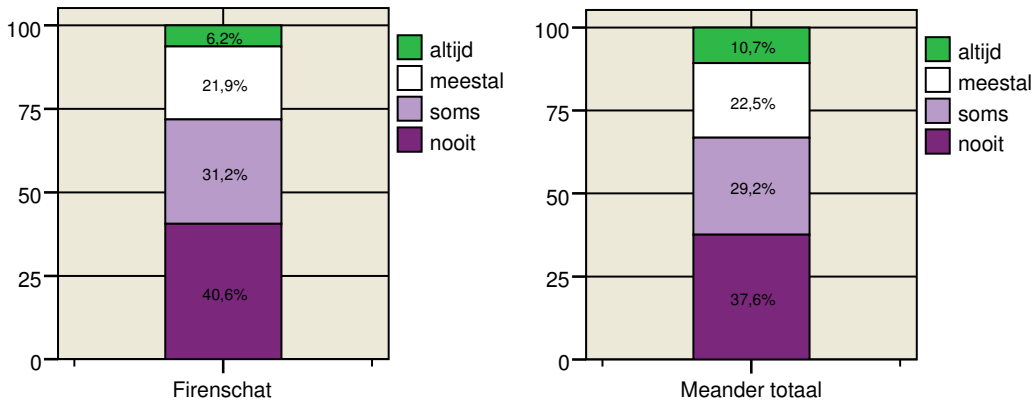 100
75
50
25
0
6,2%
21,9%
31,2%
40,6%
Firenschat
altijd
meestal
soms
nooit
100
75
50
25
0
10,7%
22,5%
29,2%
37,6%
Meander totaal
altijd
meestal
soms
nooit